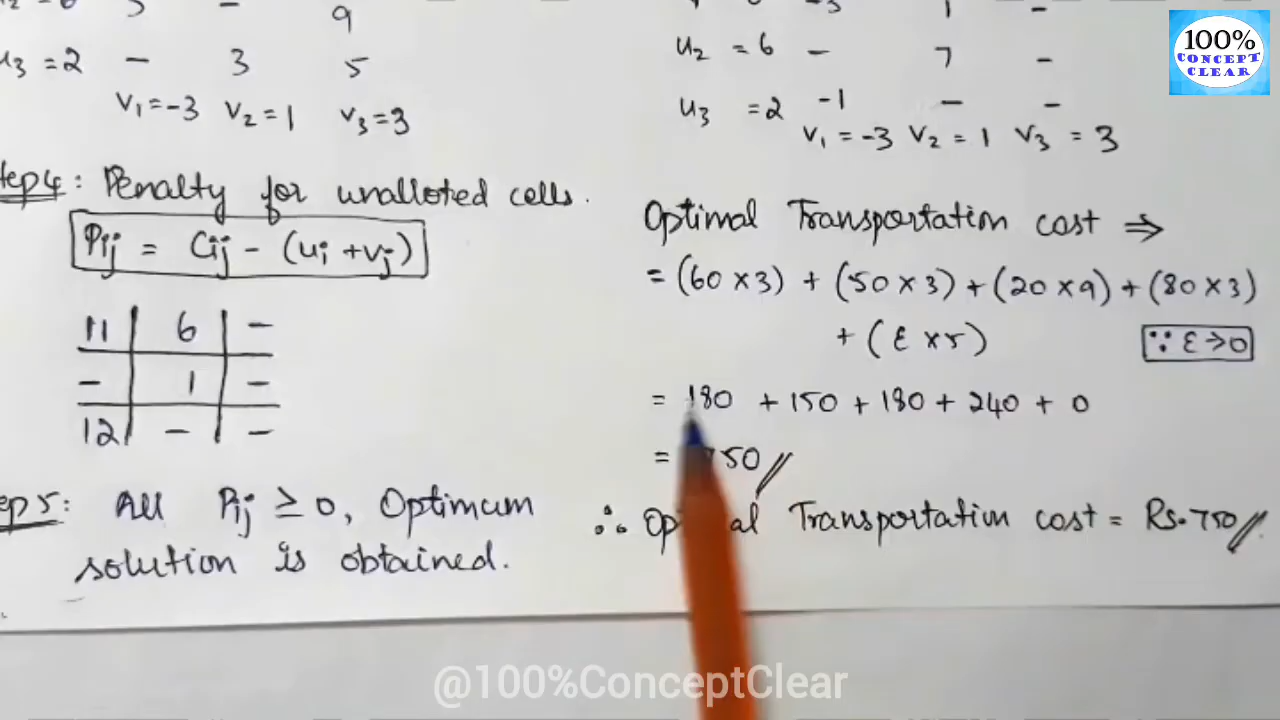 9
u3 = 2 - 3 5
v1 = -3 v2 = 1 v3 = 3
: Penalty for unalloted cells.
Pij = Cij - (ui + vj)
11 6 -
- 1 -
12 - -
5: All Pij ≥ 0, Optimum
solution is obtained.
u2 = 6 - 7 -
u3 = 2 -1 - -
v1 = -3 v2 = 1 v3 = 3
Optimal Transportation cost ⇒
= (60 × 3) + (50 × 3) + (20 × 9) + (80 × 3)
+ (ε × 5)
∵ ε → 0
= 180 + 150 + 180 + 240 + 0
= 50 //
∴ Transportation cost = Rs. 750 //
100%
CONCEPT
CLEAR
@100%ConceptClear